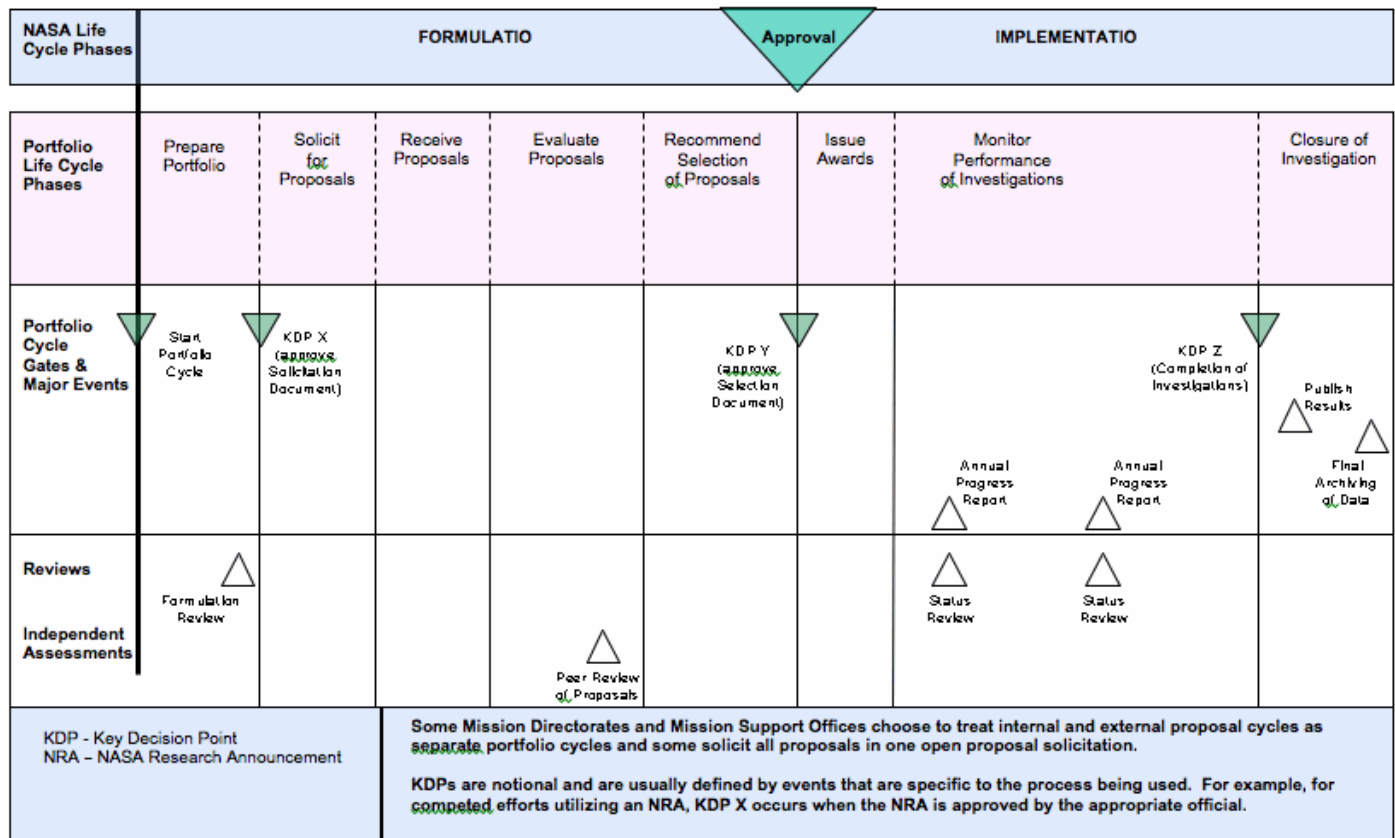 NASA Life
Cycle Phases
FORMULATIO
Approval
IMPLEMENTATIO
Portfolio
Life Cycle
Phases
Prepare
Portfolio
Solicit
for
Proposals
Receive
Proposals
Evaluate
Proposals
Recommend
Selection
of Proposals
Issue
Awards
Monitor
Performance
of Investigations
Closure of
Investigation
Portfolio
Cycle
Gates &
Major Events
Start
Portfolio
Cycle
KDP X
(approve
Solicitation
Document)
KDP Y
(approve
Selection
Document)
KDP Z
(Completion of
Investigations)
Publish
Results
Annual
Progress
Report
Annual
Progress
Report
Final
Archiving
of Data
Reviews
Formulation
Review
Status
Review
Status
Review
Independent
Assessments
Peer Review
of Proposals
KDP - Key Decision Point
NRA – NASA Research Announcement
Some Mission Directorates and Mission Support Offices choose to treat internal and external proposal cycles as
separate portfolio cycles and some solicit all proposals in one open proposal solicitation.
KDPs are notional and are usually defined by events that are specific to the process being used.  For example, for
competed efforts utilizing an NRA, KDP X occurs when the NRA is approved by the appropriate official.